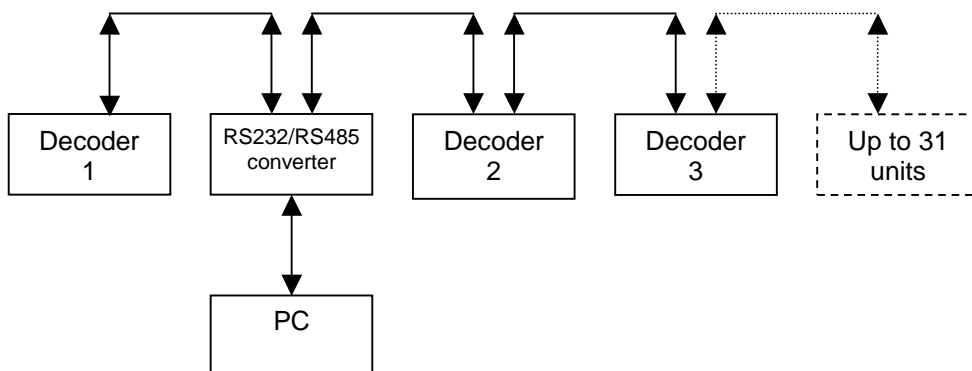 Decoder
1
RS232/RS485
converter
Decoder
2
Decoder
3
Up to 31
units
PC